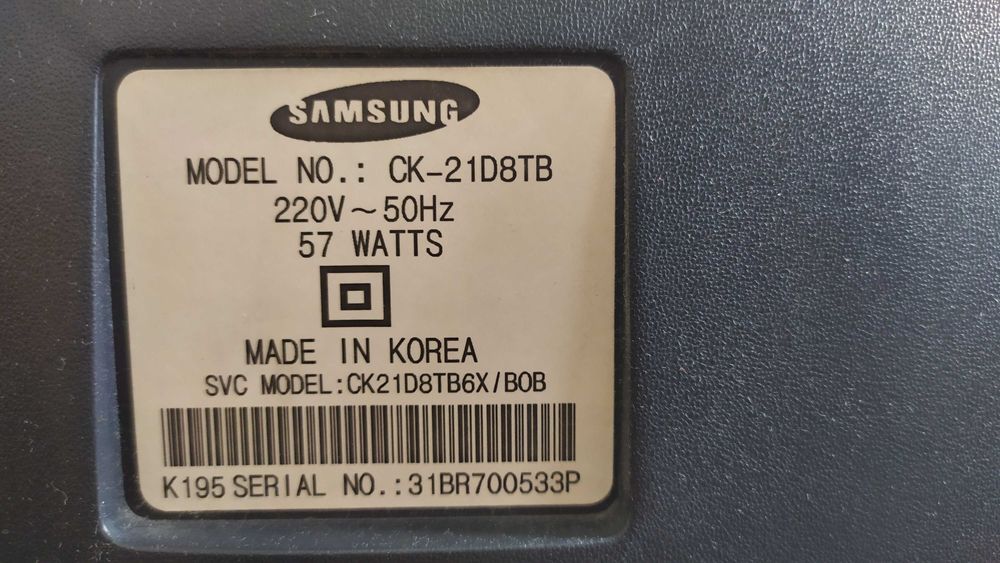 SAMSUNG
MODEL NO.: CK-21D8TB
220V~50Hz
57 WATTS
MADE IN KOREA
SVC MODEL:CK21D8TB6X/BOB
K195 SERIAL NO.:31BR700533P